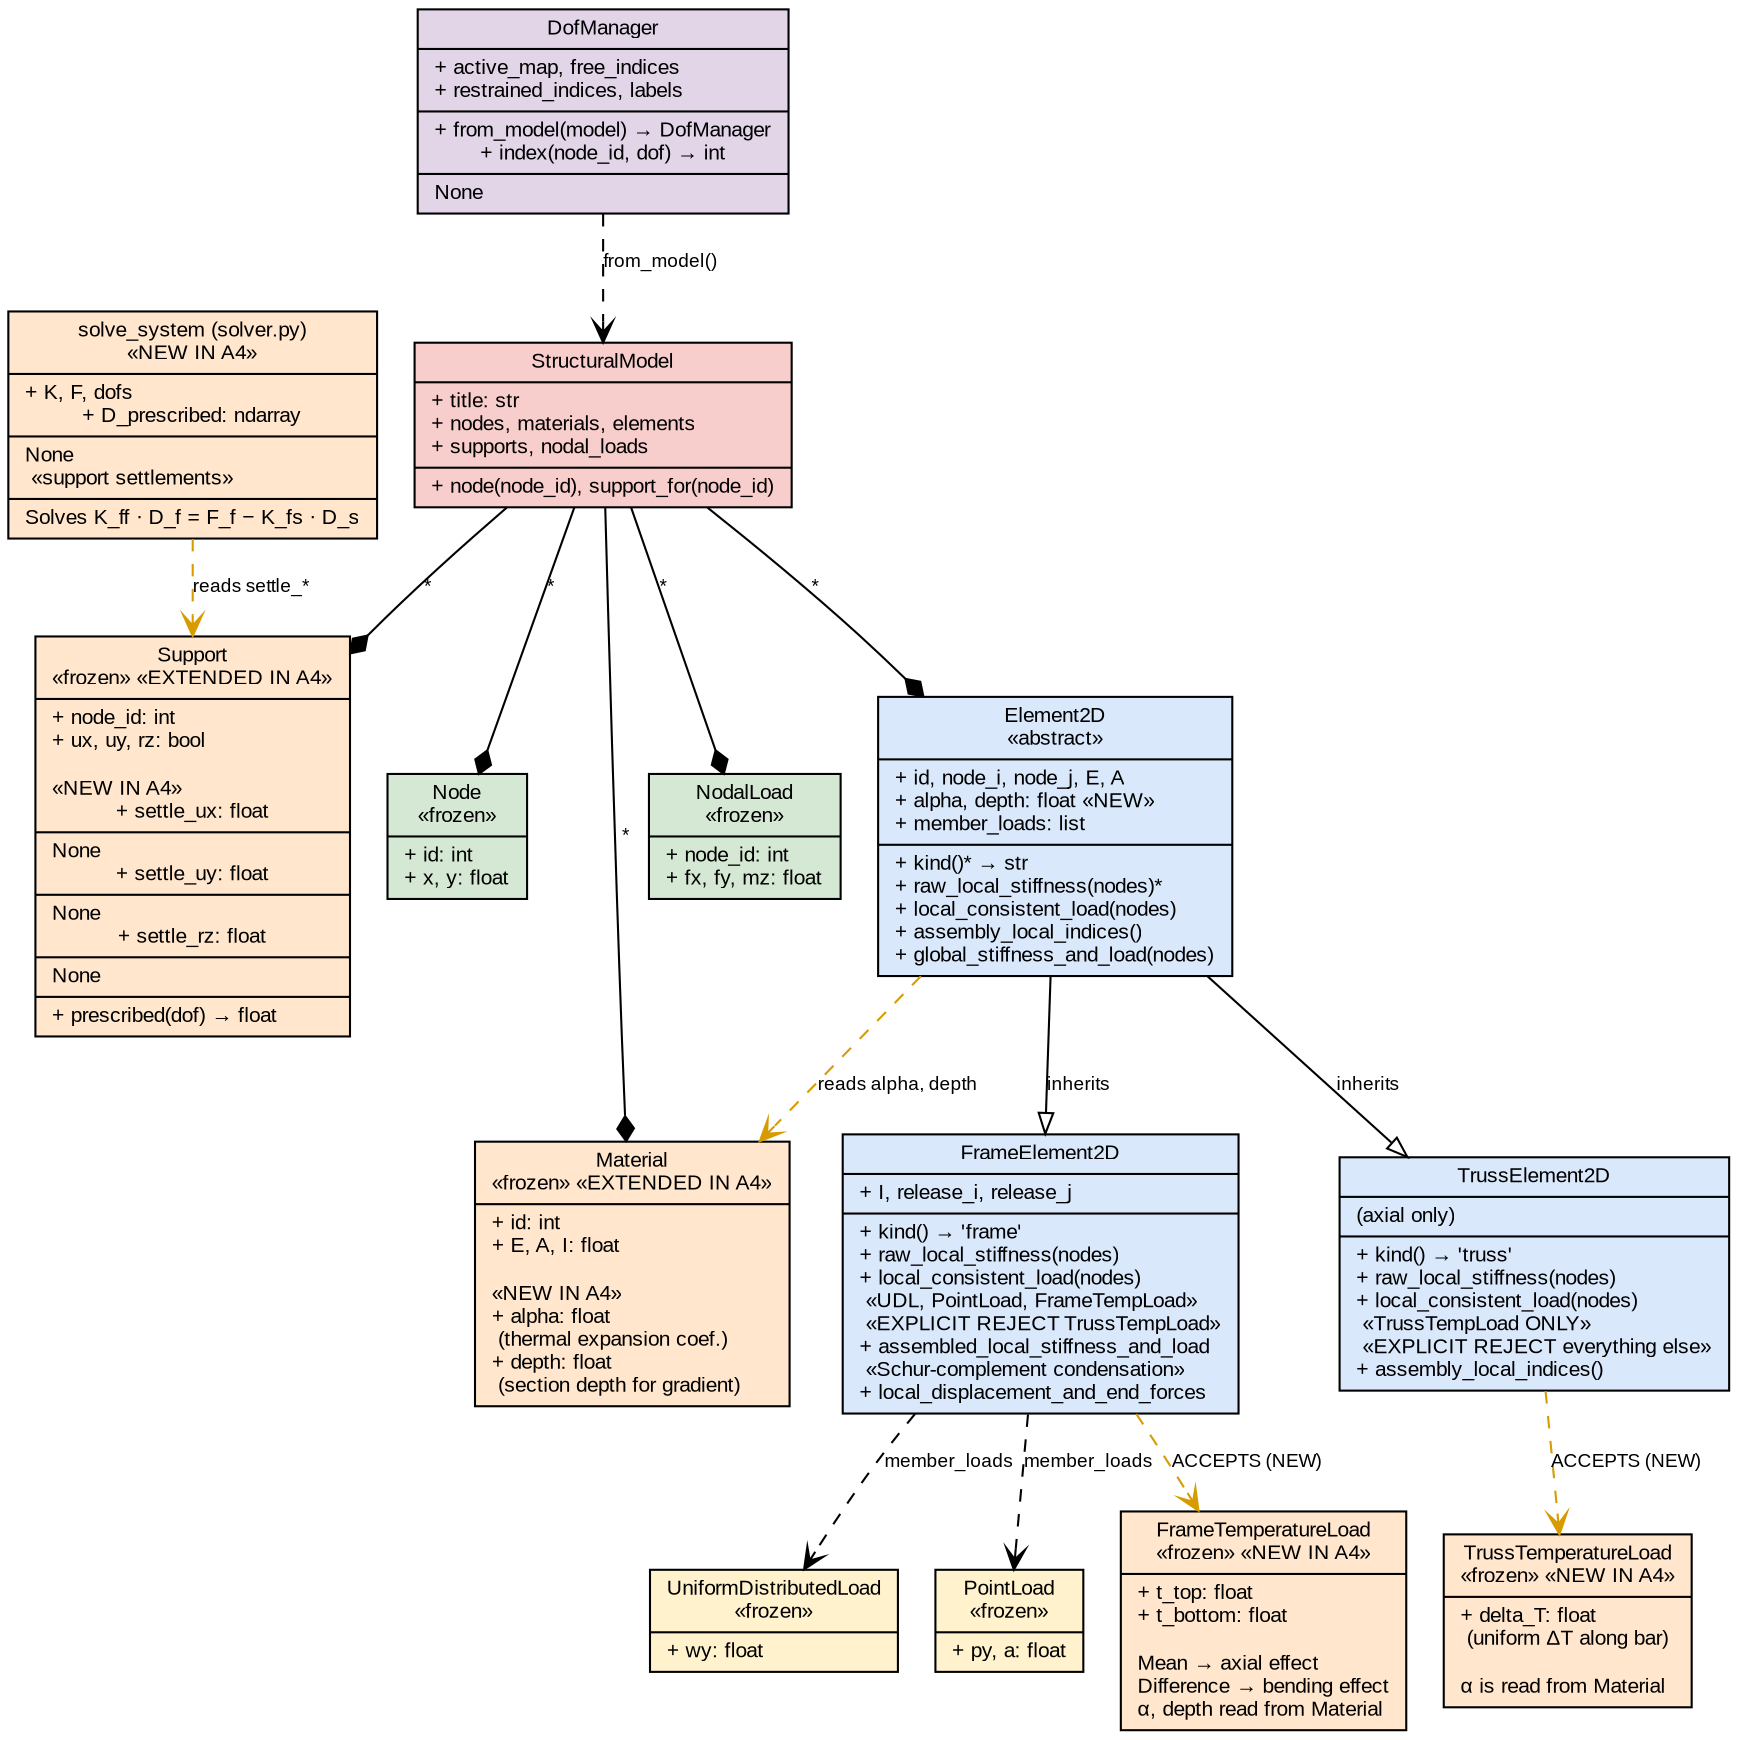 DofManager
+ active_map, free_indices
+ restrained_indices, labels
+ from_model(model) → DofManager
+ index(node_id, dof) → int
None
from_model()
solve_system (solver.py)
«NEW IN A4»
+ K, F, dofs
+ D_prescribed: ndarray
None
«support settlements»
Solves K_ff · D_f = F_f − K_fs · D_s
StructuralModel
+ title: str
+ nodes, materials, elements
+ supports, nodal_loads
+ node(node_id), support_for(node_id)
reads settle_*
*
*
*
*
Support
«frozen» «EXTENDED IN A4»
+ node_id: int
+ ux, uy, rz: bool
«NEW IN A4»
+ settle_ux: float
None
+ settle_uy: float
None
+ settle_rz: float
None
+ prescribed(dof) → float
Node
«frozen»
+ id: int
+ x, y: float
*
NodalLoad
«frozen»
+ node_id: int
+ fx, fy, mz: float
Element2D
«abstract»
+ id, node_i, node_j, E, A
+ alpha, depth: float «NEW»
+ member_loads: list
+ kind()* → str
+ raw_local_stiffness(nodes)*
+ local_consistent_load(nodes)
+ assembly_local_indices()
+ global_stiffness_and_load(nodes)
reads alpha, depth
inherits
inherits
Material
«frozen» «EXTENDED IN A4»
+ id: int
+ E, A, I: float
«NEW IN A4»
+ alpha: float
(thermal expansion coef.)
+ depth: float
(section depth for gradient)
FrameElement2D
+ I, release_i, release_j
+ kind() → 'frame'
+ raw_local_stiffness(nodes)
+ local_consistent_load(nodes)
«UDL, PointLoad, FrameTempLoad»
«EXPLICIT REJECT TrussTempLoad»
+ assembled_local_stiffness_and_load
«Schur-complement condensation»
+ local_displacement_and_end_forces
TrussElement2D
(axial only)
+ kind() → 'truss'
+ raw_local_stiffness(nodes)
+ local_consistent_load(nodes)
«TrussTempLoad ONLY»
«EXPLICIT REJECT everything else»
+ assembly_local_indices()
member_loads
member_loads
ACCEPTS (NEW)
ACCEPTS (NEW)
UniformDistributedLoad
«frozen»
+ wy: float
PointLoad
«frozen»
+ py, a: float
FrameTemperatureLoad
«frozen» «NEW IN A4»
+ t_top: float
+ t_bottom: float
Mean → axial effect
Difference → bending effect
α, depth read from Material
TrussTemperatureLoad
«frozen» «NEW IN A4»
+ delta_T: float
(uniform ΔT along bar)
α is read from Material